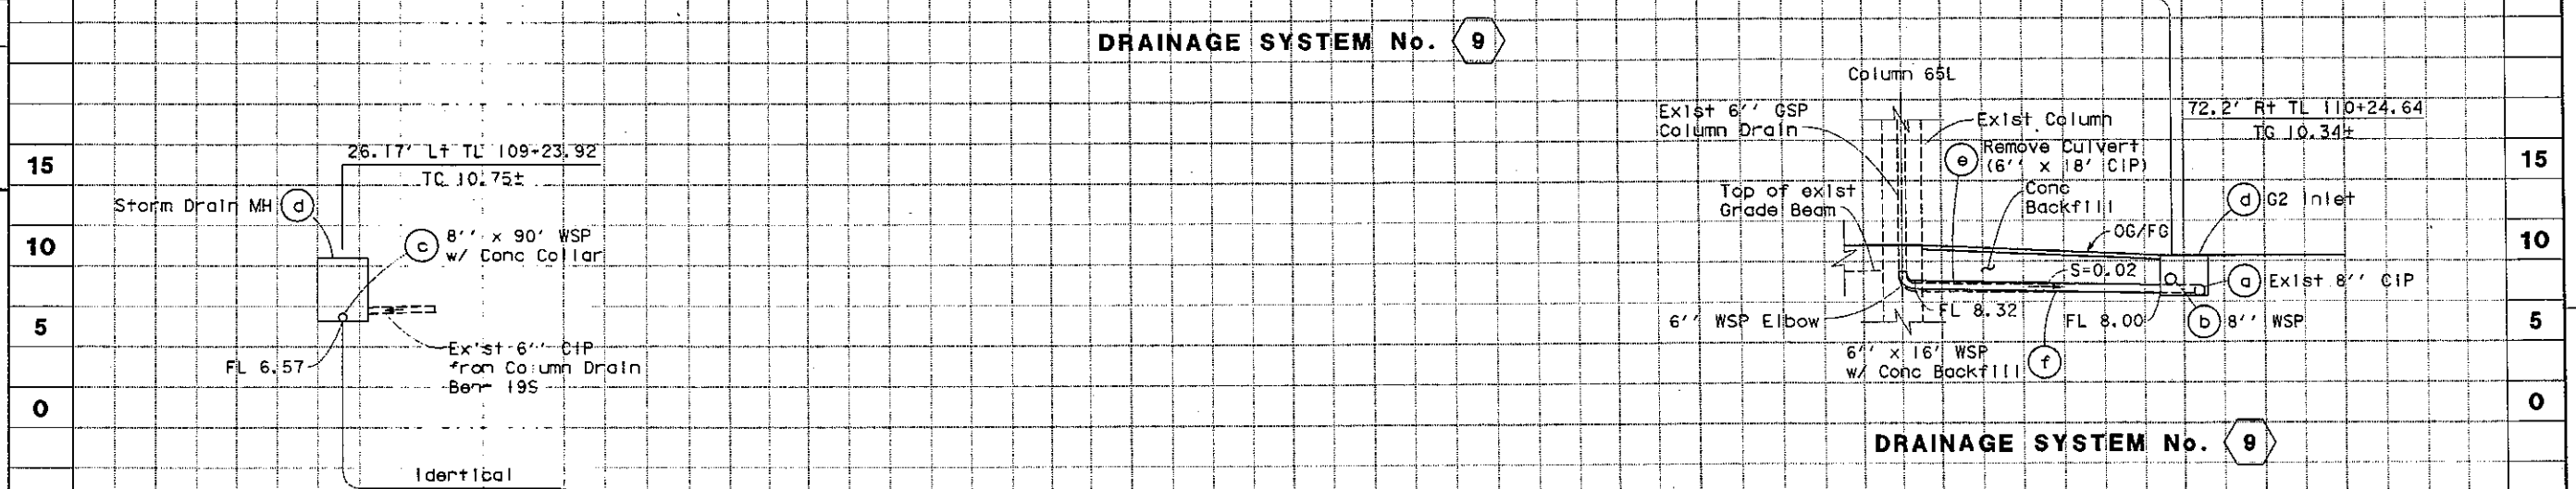 DRAINAGE SYSTEM No. 9
15
10
5
0
26.17' Lt TL 109+23.92
TC 10.75±
Storm Drain MH d
c 8'' x 90' WSP
w/ Conc Collar
FL 6.57
Exist 6'' CIP
from Column Drain
Bent 19S
Identical
Column 65L
Exist 6'' GSP
Column Drain
Exist Column
e Remove Culvert
(6'' x 18' CIP)
Conc
Backfill
Top of exist
Grade Beam
72.2' Rt TL 110+24.64
TG 10.34±
d G2 Inlet
OG/FG
S=0.02
a Exist 8'' CIP
6'' WSP Elbow
FL 8.32
FL 8.00
b 8'' WSP
6'' x 16' WSP
w/ Conc Backfill f
15
10
5
0
DRAINAGE SYSTEM No. 9